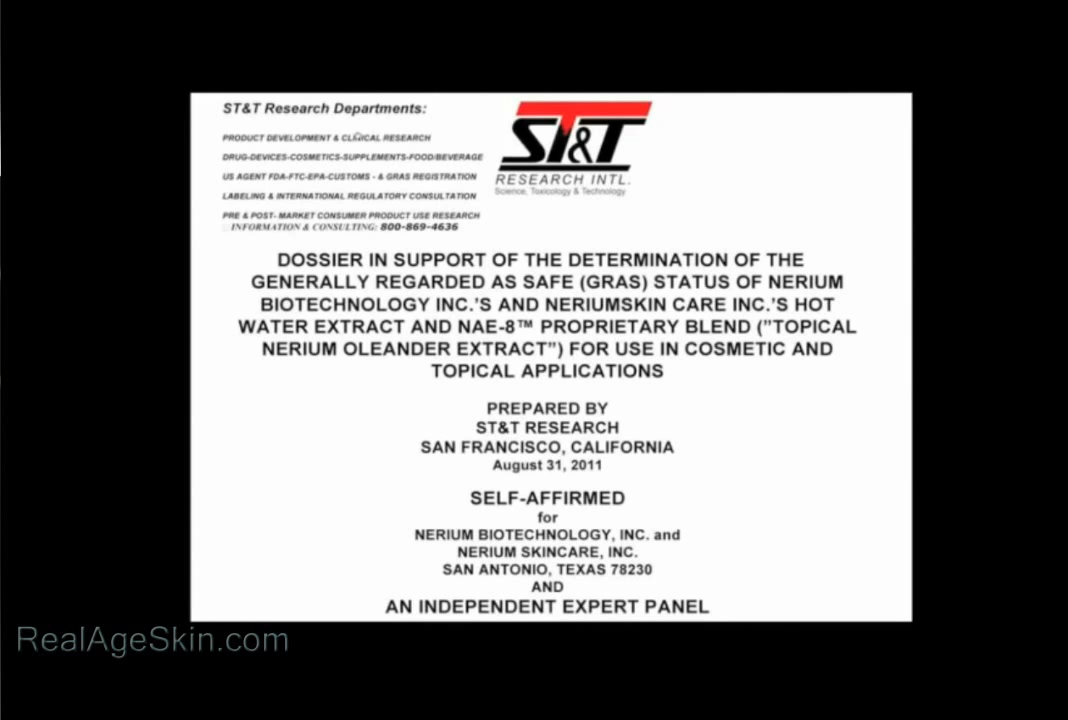 ST&T Research Departments:
PRODUCT DEVELOPMENT & CLINICAL RESEARCH
DRUG-DEVICES-COSMETICS-SUPPLEMENTS-FOOD/BEVERAGE
US AGENT FDA-FTC-EPA-CUSTOMS - & GRAS REGISTRATION
LABELING & INTERNATIONAL REGULATORY CONSULTATION
PRE & POST- MARKET CONSUMER PRODUCT USE RESEARCH
INFORMATION & CONSULTING: 800-869-4636
ST&T
RESEARCH INTL.
Science, Toxicology & Technology
DOSSIER IN SUPPORT OF THE DETERMINATION OF THE
GENERALLY REGARDED AS SAFE (GRAS) STATUS OF NERIUM
BIOTECHNOLOGY INC.'S AND NERIUMSKIN CARE INC.'S HOT
WATER EXTRACT AND NAE-8™ PROPRIETARY BLEND ("TOPICAL
NERIUM OLEANDER EXTRACT") FOR USE IN COSMETIC AND
TOPICAL APPLICATIONS
PREPARED BY
ST&T RESEARCH
SAN FRANCISCO, CALIFORNIA
August 31, 2011
SELF-AFFIRMED
for
NERIUM BIOTECHNOLOGY, INC. and
NERIUM SKINCARE, INC.
SAN ANTONIO, TEXAS 78230
AND
AN INDEPENDENT EXPERT PANEL
RealAgeSkin.com